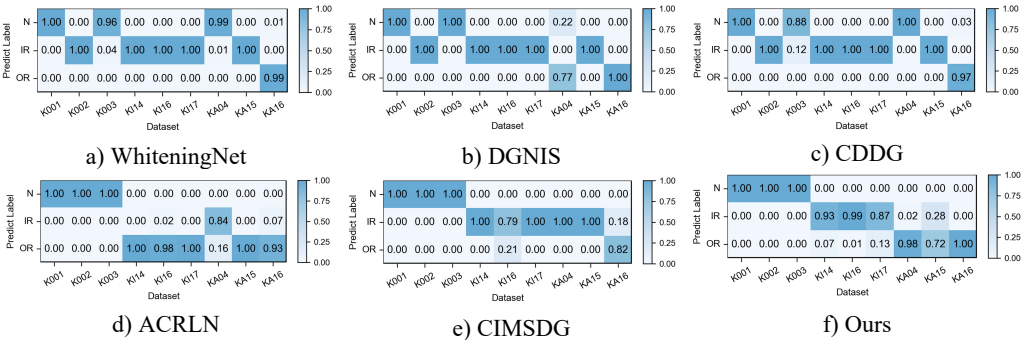 Predict Label
N 1.00 0.00 0.96 0.00 0.00 0.00 0.99 0.00 0.01
IR 0.00 1.00 0.04 1.00 1.00 1.00 0.01 1.00 0.00
OR 0.00 0.00 0.00 0.00 0.00 0.00 0.00 0.00 0.99
K001 K002 K003 KI14 KI16 KI17 KA04 KA15 KA16
Dataset
1.00
0.75
0.50
0.25
0.00
a) WhiteningNet
Predict Label
N 1.00 0.00 1.00 0.00 0.00 0.00 0.22 0.00 0.00
IR 0.00 1.00 0.00 1.00 1.00 1.00 0.00 1.00 0.00
OR 0.00 0.00 0.00 0.00 0.00 0.00 0.77 0.00 1.00
K001 K002 K003 KI14 KI16 KI17 KA04 KA15 KA16
Dataset
1.00
0.75
0.50
0.25
0.00
b) DGNIS
Predict Label
N 1.00 0.00 0.88 0.00 0.00 0.00 1.00 0.00 0.03
IR 0.00 1.00 0.12 1.00 1.00 1.00 0.00 1.00 0.00
OR 0.00 0.00 0.00 0.00 0.00 0.00 0.00 0.00 0.97
K001 K002 K003 KI14 KI16 KI17 KA04 KA15 KA16
Dataset
1.00
0.75
0.50
0.25
0.00
c) CDDG
Predict Label
N 1.00 1.00 1.00 0.00 0.00 0.00 0.00 0.00 0.00
IR 0.00 0.00 0.00 0.00 0.02 0.00 0.84 0.00 0.07
OR 0.00 0.00 0.00 1.00 0.98 1.00 0.16 1.00 0.93
K001 K002 K003 KI14 KI16 KI17 KA04 KA15 KA16
Dataset
1.00
0.75
0.50
0.25
0.00
d) ACRLN
Predict Label
N 1.00 1.00 1.00 0.00 0.00 0.00 0.00 0.00 0.00
IR 0.00 0.00 0.00 1.00 0.79 1.00 1.00 1.00 0.18
OR 0.00 0.00 0.00 0.00 0.21 0.00 0.00 0.00 0.82
K001 K002 K003 KI14 KI16 KI17 KA04 KA15 KA16
Dataset
1.00
0.75
0.50
0.25
0.00
e) CIMSDG
Predict Label
N 1.00 1.00 1.00 0.00 0.00 0.00 0.00 0.00 0.00
IR 0.00 0.00 0.00 0.93 0.99 0.87 0.02 0.28 0.00
OR 0.00 0.00 0.00 0.07 0.01 0.13 0.98 0.72 1.00
K001 K002 K003 KI14 KI16 KI17 KA04 KA15 KA16
Dataset
1.00
0.75
0.50
0.25
0.00
f) Ours